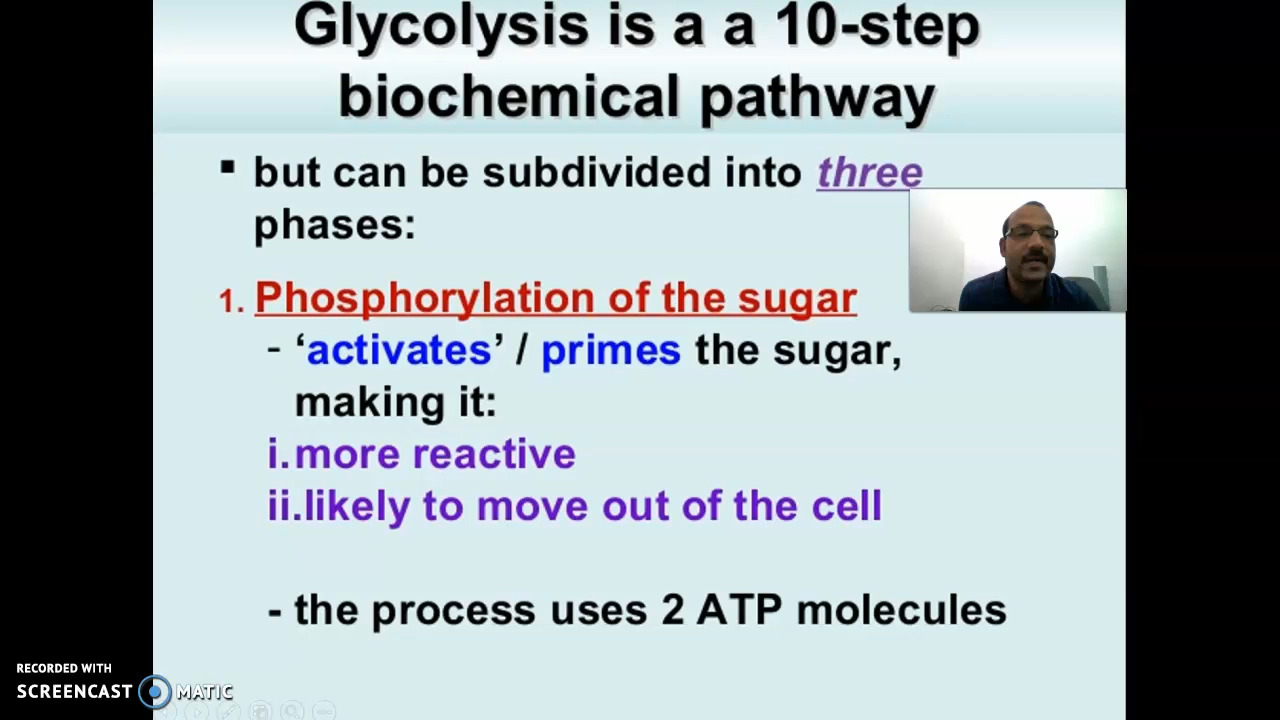 Glycolysis is a a 10-step
biochemical pathway
▪ but can be subdivided into three
phases:
1. Phosphorylation of the sugar
- ‘activates’ / primes the sugar,
making it:
i. more reactive
ii. likely to move out of the cell
- the process uses 2 ATP molecules
RECORDED WITH
SCREENCAST MATIC